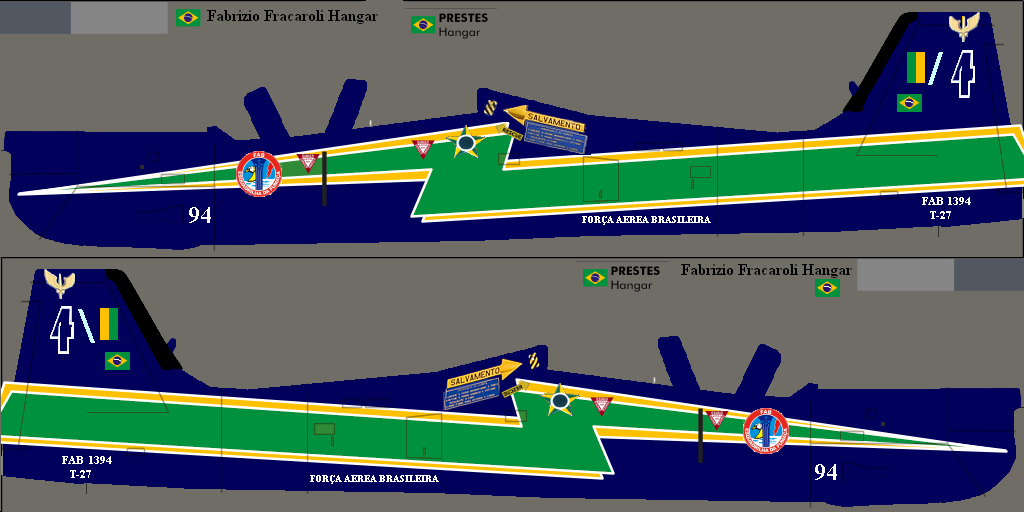 Fabrizio Fracaroli Hangar
PRESTES
Hangar
/4
SALVAMENTO
FAB
94
FORÇA AEREA BRASILEIRA
FAB 1394
T-27
PRESTES
Hangar
Fabrizio Fracaroli Hangar
4\
SALVAMENTO
FAB
94
FAB 1394
T-27
FORÇA AEREA BRASILEIRA